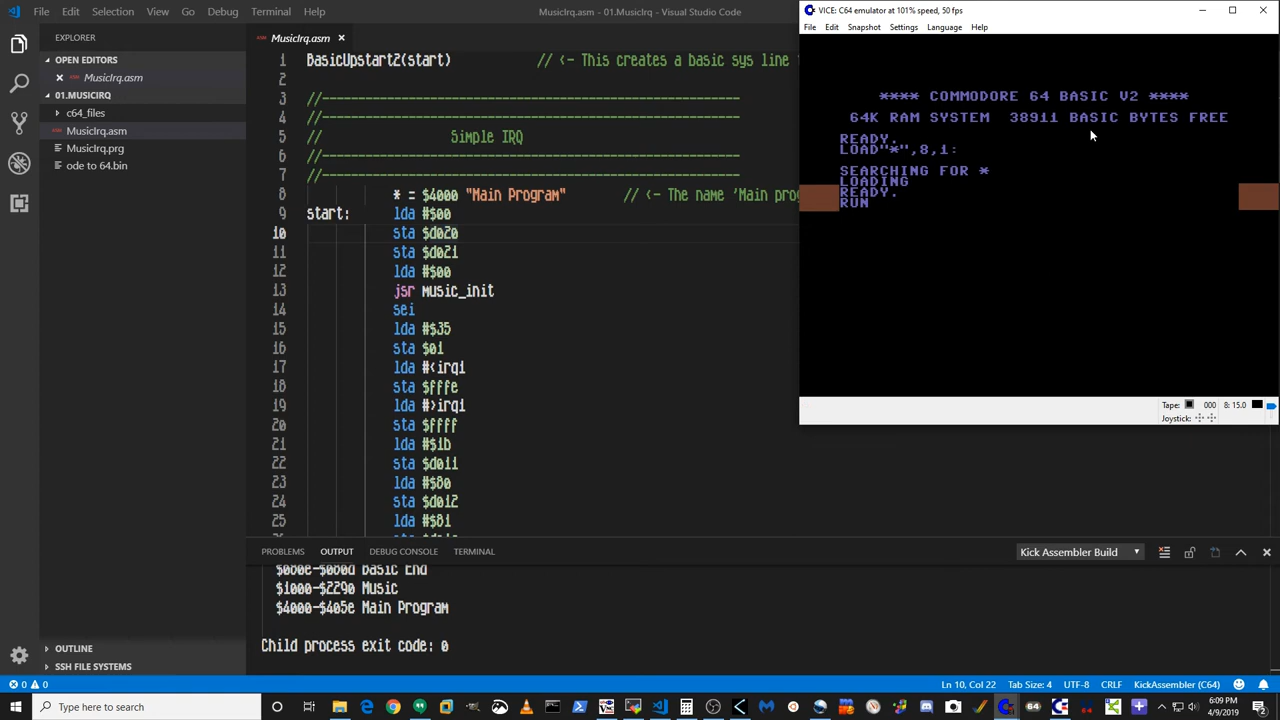 File Edit Selection View Go Debug Terminal Help
MusicIrq.asm - 01.MusicIrq - Visual Studio Code
EXPLORER
OPEN EDITORS
MusicIrq.asm
01.MUSICIRQ
c64_files
MusicIrq.asm
MusicIrq.prg
ode to 64.bin
OUTLINE
SSH FILE SYSTEMS
MusicIrq.asm
1 BasicUpstart2(start) // <- This creates a basic sys line
2
3 //----------------------------------------------------------
4 //----------------------------------------------------------
5 // Simple IRQ
6 //----------------------------------------------------------
7 //----------------------------------------------------------
8 * = $4000 "Main Program" // <- The name 'Main prog
9 start: lda #$00
10 sta $d020
11 sta $d021
12 lda #$00
13 jsr music_init
14 sei
15 lda #$35
16 sta $01
17 lda #<irq1
18 sta $fffe
19 lda #>irq1
20 sta $ffff
21 lda #$1b
22 sta $d011
23 lda #$80
24 sta $d012
25 lda #$81
PROBLEMS OUTPUT DEBUG CONSOLE TERMINAL
Kick Assembler Build
$080e-$080d Basic End
$1000-$2290 Music
$4000-$405e Main Program
Child process exit code: 0
VICE: C64 emulator at 101% speed, 50 fps
File Edit Snapshot Settings Language Help
**** COMMODORE 64 BASIC V2 ****
64K RAM SYSTEM 38911 BASIC BYTES FREE
READY.
LOAD"*",8,1:
SEARCHING FOR *
LOADING
READY.
RUN
Tape: 000 8: 15.0
Joystick:
0 0 Ln 10, Col 22 Tab Size: 4 UTF-8 CRLF KickAssembler (C64)
Type here to search
6:09 PM
4/9/2019